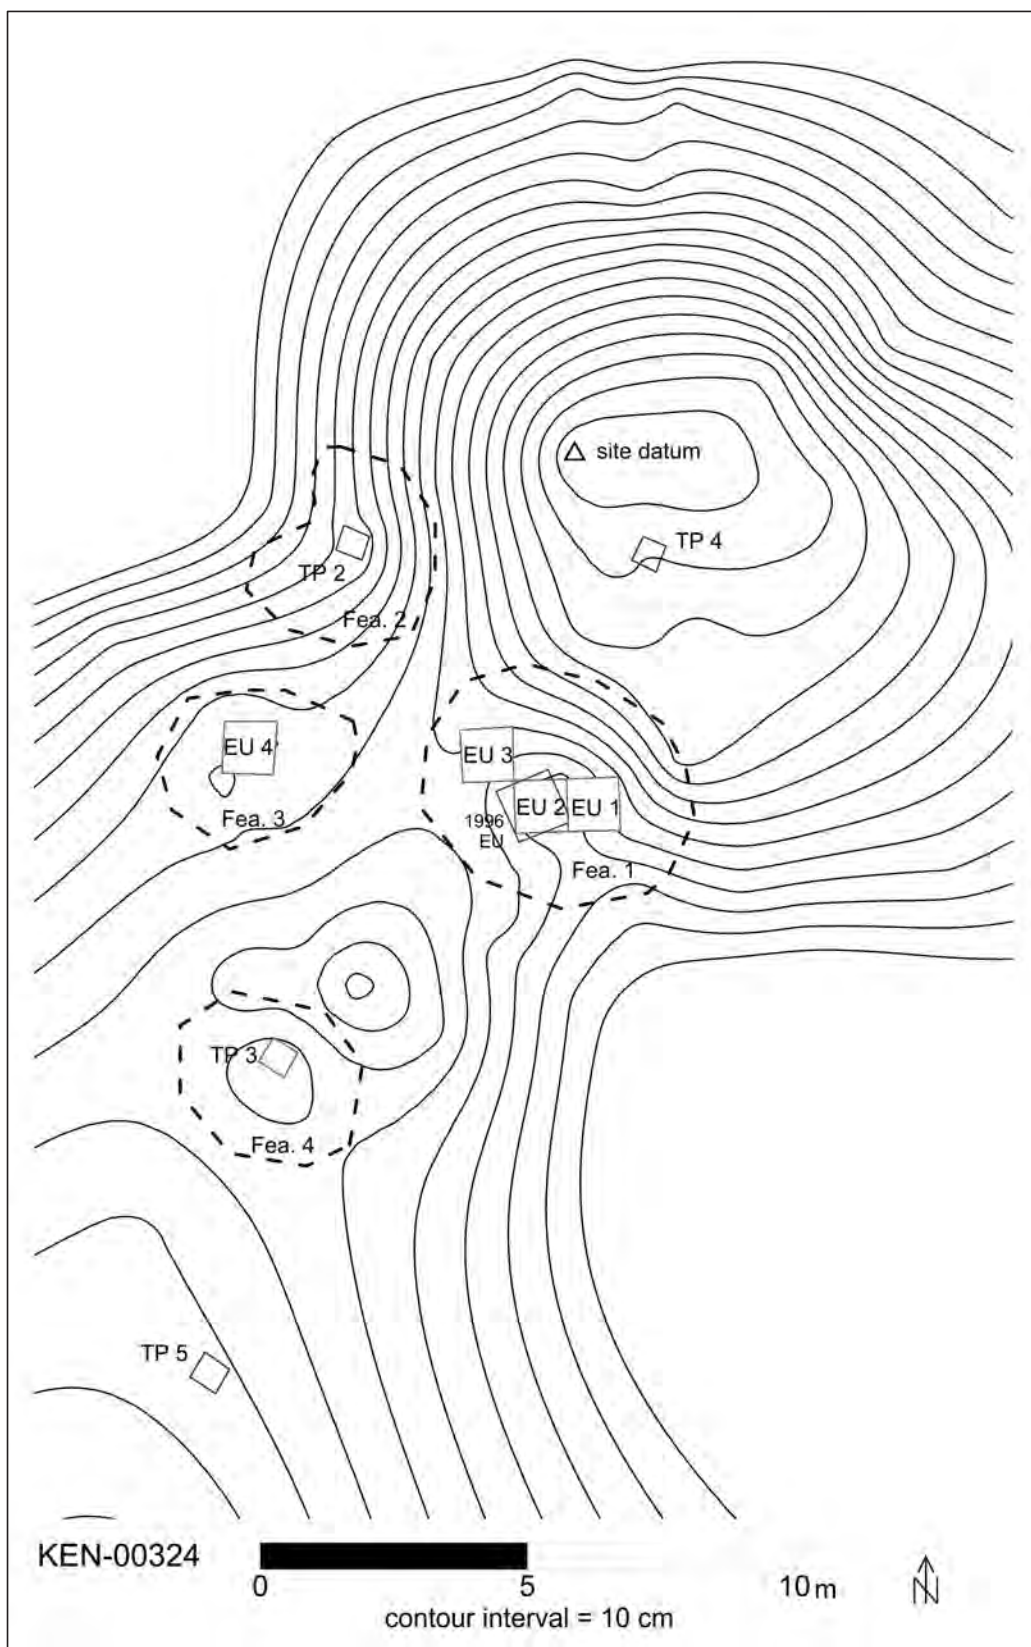 site datum
TP 4
TP 2
Fea. 2
EU 4
EU 3
EU 2
EU 1
1996
EU
Fea. 3
Fea. 1
TP 3
Fea. 4
TP 5
KEN-00324
0
5
10 m
N
contour interval = 10 cm